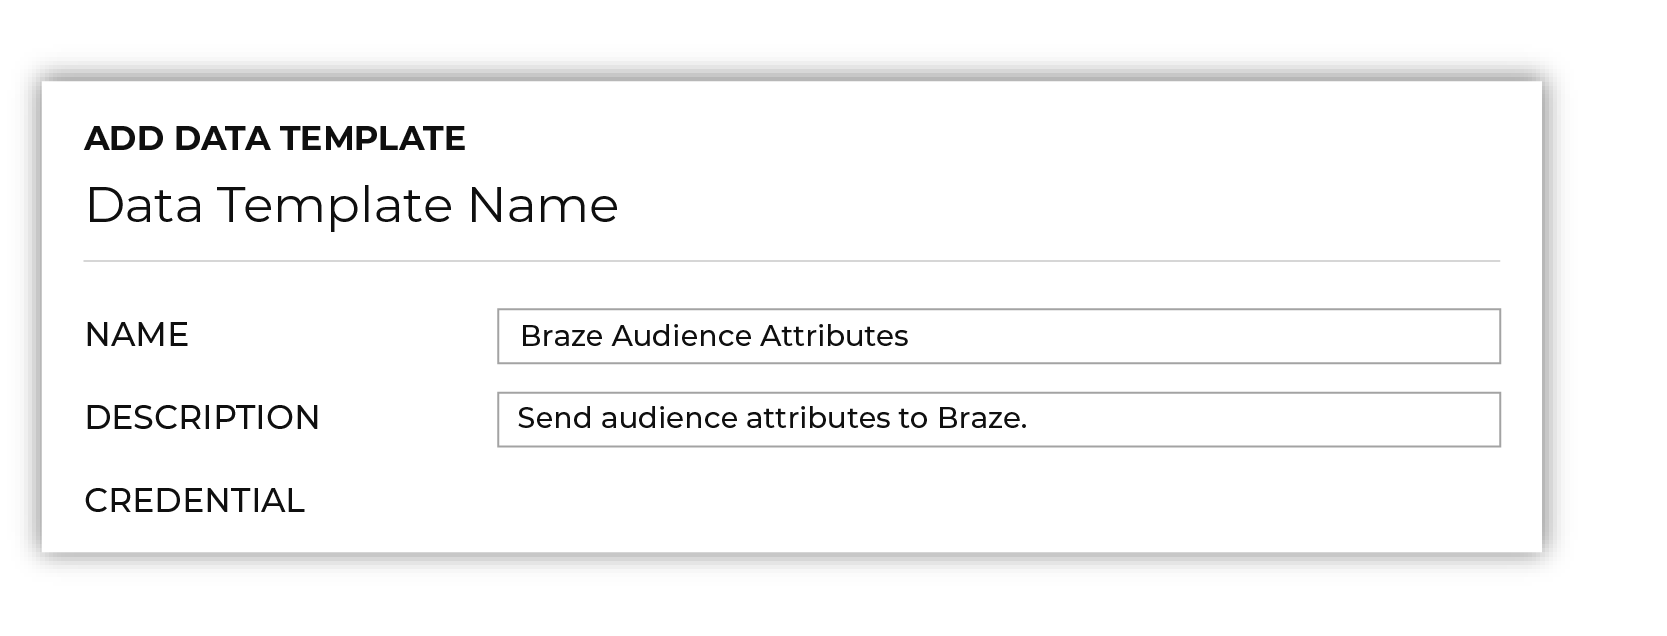 ADD DATA TEMPLATE
Data Template Name
NAME
Braze Audience Attributes
DESCRIPTION
Send audience attributes to Braze.
CREDENTIAL